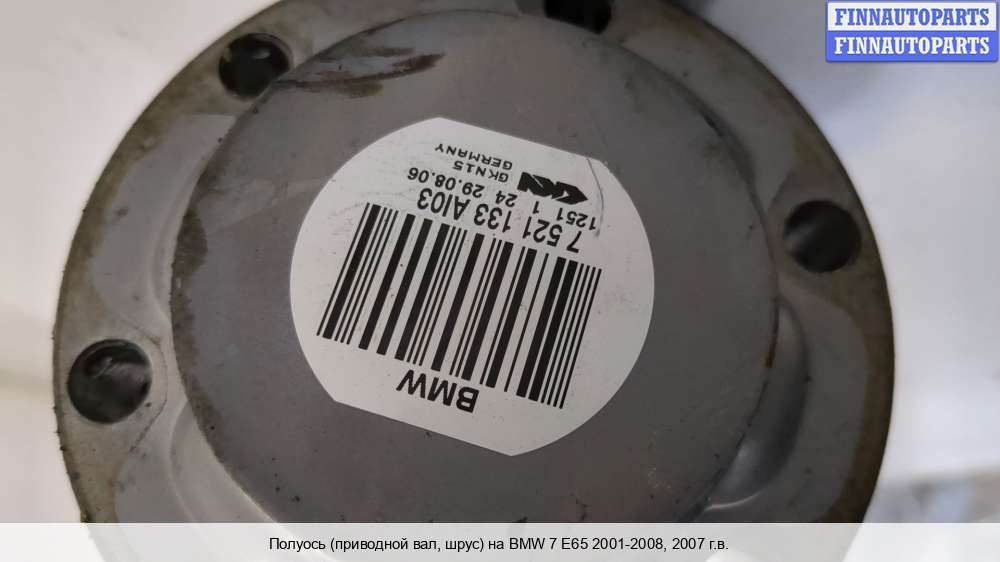 FINNAUTOPARTS
FINNAUTOPARTS
BMW
7 521 133 AI03
1251 1 24 29.08.06
GKN
GKN15
GERMANY
Полуось (приводной вал, шрус) на BMW 7 E65 2001-2008, 2007 г.в.